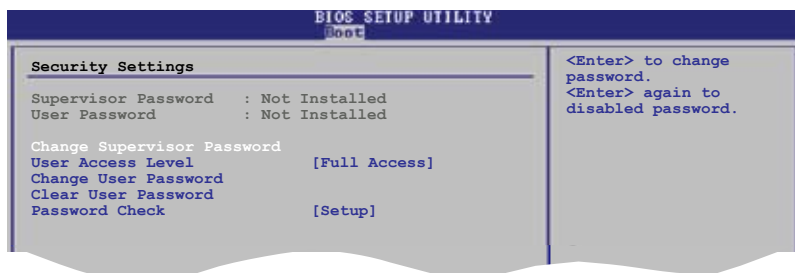 BIOS SETUP UTILITY
Boot
Security Settings
Supervisor Password : Not Installed
User Password : Not Installed
Change Supervisor Password
User Access Level [Full Access]
Change User Password
Clear User Password
Password Check [Setup]
<Enter> to change
password.
<Enter> again to
disabled password.